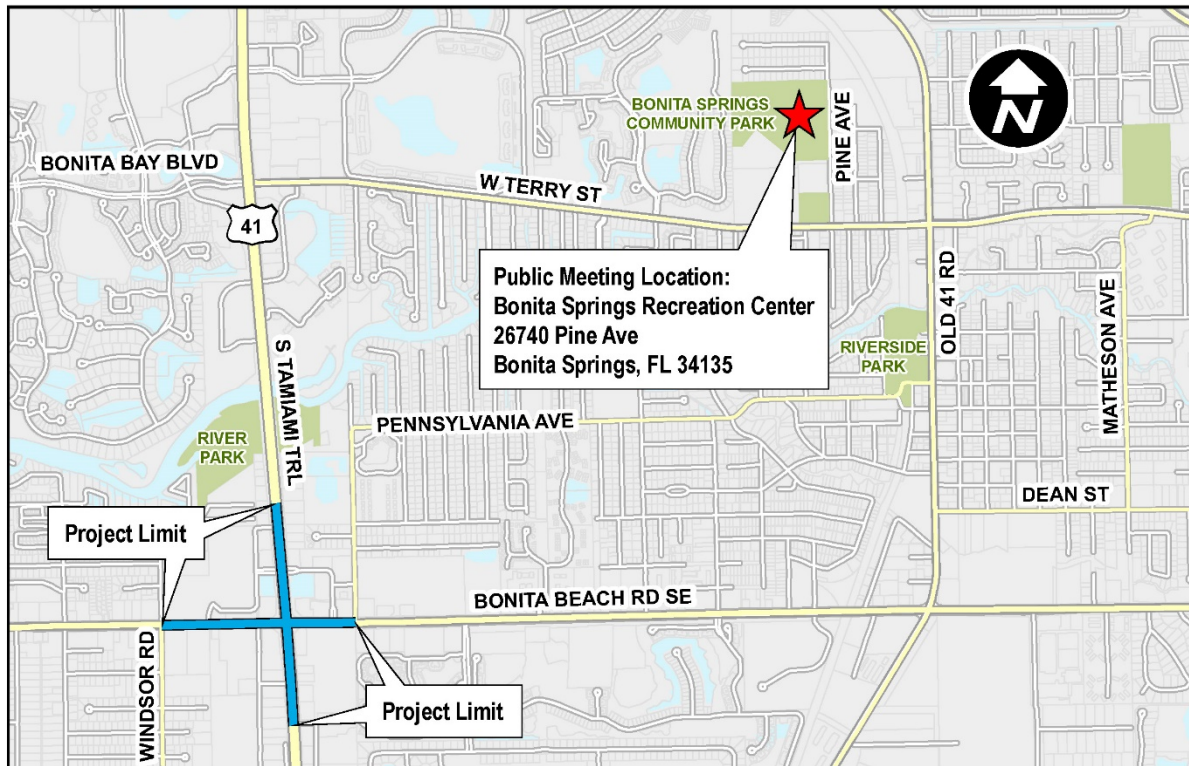 BONITA SPRINGS
COMMUNITY PARK
PINE AVE
N
BONITA BAY BLVD
W TERRY ST
41
Public Meeting Location:
Bonita Springs Recreation Center
26740 Pine Ave
Bonita Springs, FL 34135
OLD 41 RD
S TAMIAMI TRL
RIVERSIDE
PARK
MATHESON AVE
PENNSYLVANIA AVE
RIVER
PARK
DEAN ST
Project Limit
BONITA BEACH RD SE
WINDSOR RD
Project Limit